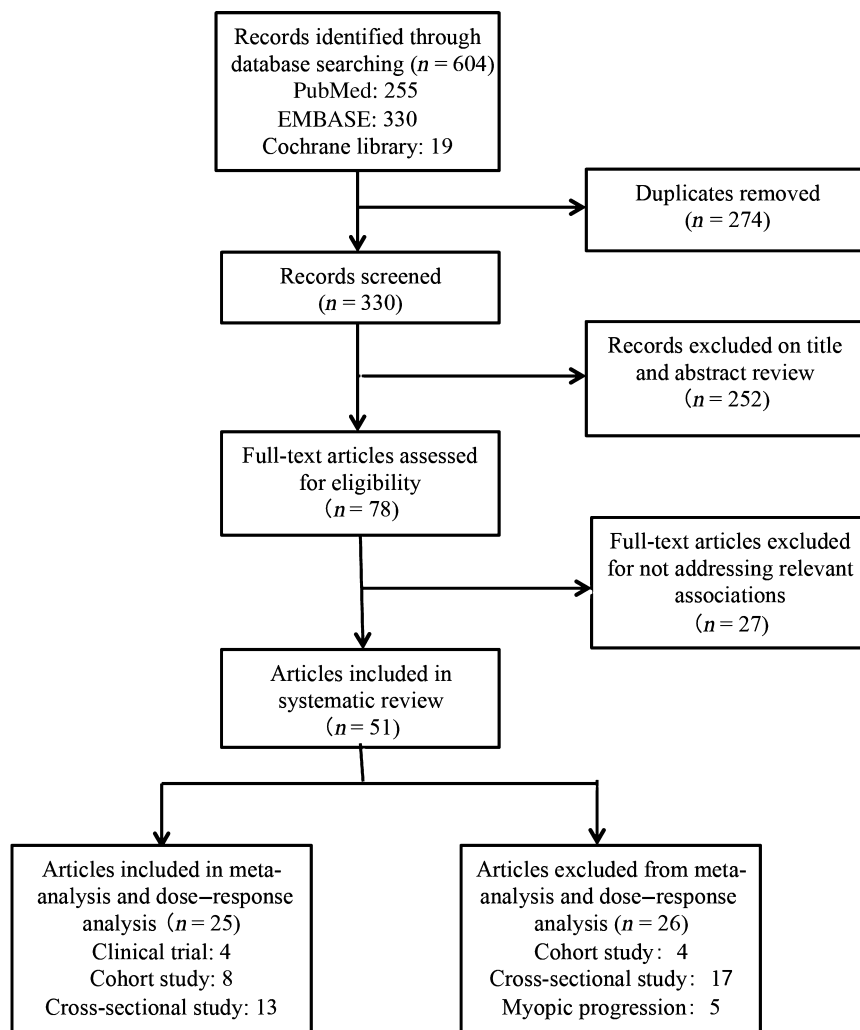 Records identified through
database searching (n = 604)
PubMed: 255
EMBASE: 330
Cochrane library: 19
Duplicates removed
(n = 274)
Records screened
(n = 330)
Records excluded on title
and abstract review
(n = 252)
Full-text articles assessed
for eligibility
(n = 78)
Full-text articles excluded
for not addressing relevant
associations
(n = 27)
Articles included in
systematic review
(n = 51)
Articles included in meta-
analysis and dose–response
analysis (n = 25)
Clinical trial: 4
Cohort study: 8
Cross-sectional study: 13
Articles excluded from meta-
analysis and dose–response
analysis (n = 26)
Cohort study: 4
Cross-sectional study: 17
Myopic progression: 5